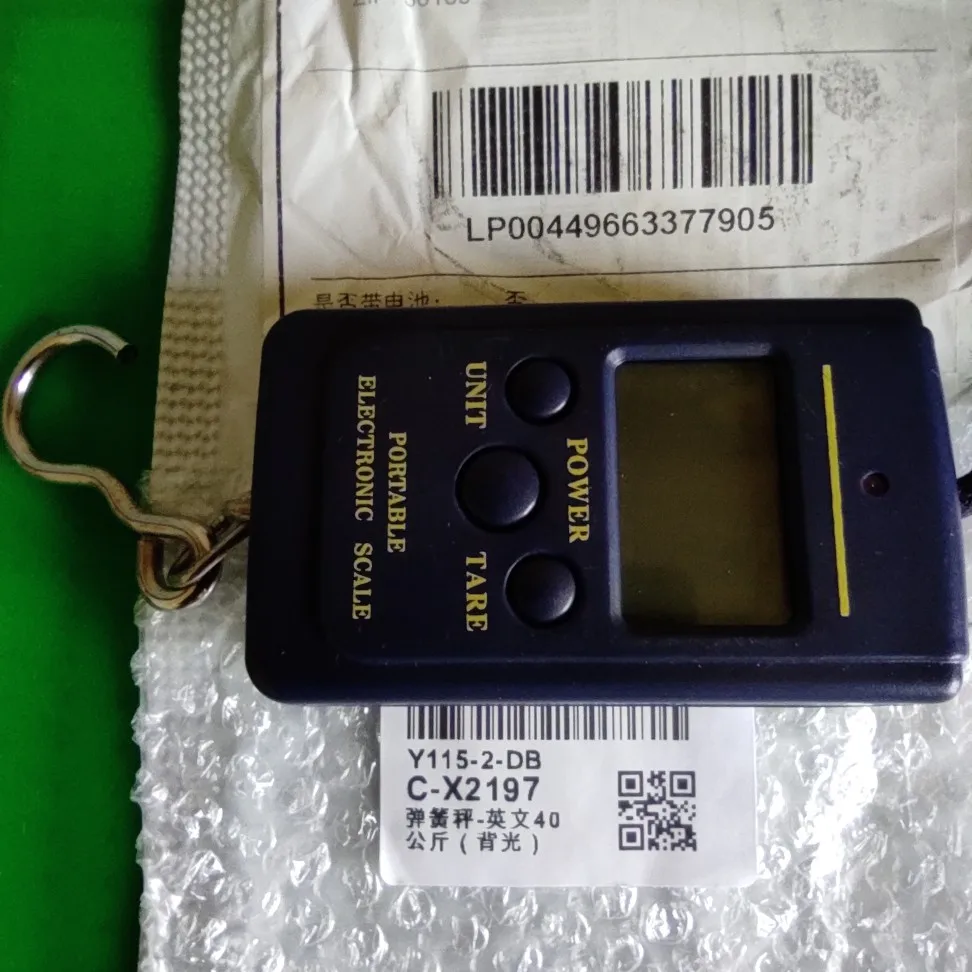 LP00449663377905
是否带电池: 否
UNIT
POWER
TARE
PORTABLE
ELECTRONIC SCALE
Y115-2-DB
C-X2197
弹簧秤-英文40
公斤(背光)